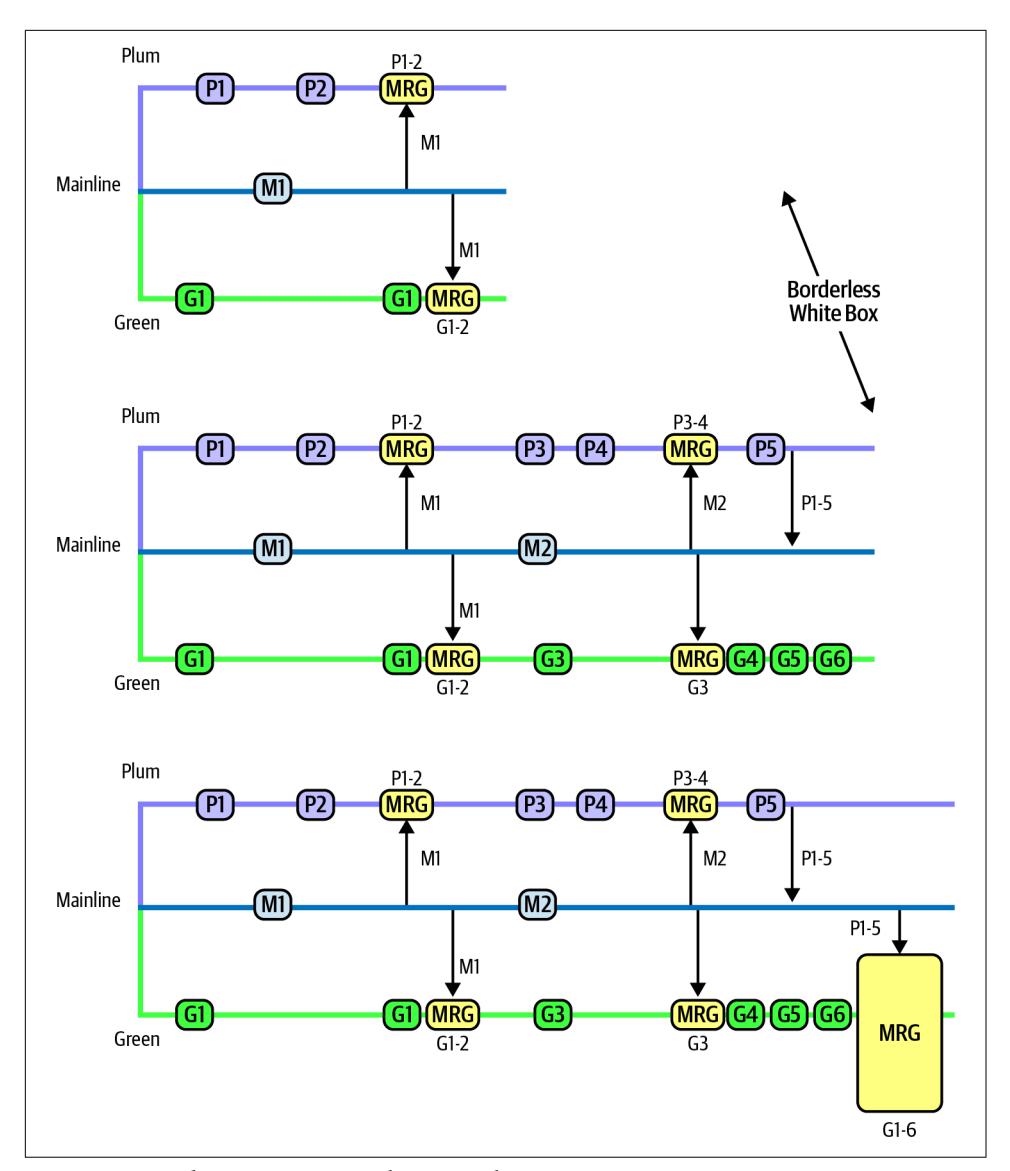 Plum
P1-2
P1
P2
MRG
M1
Mainline
M1
M1
G1
G1
MRG
Green
G1-2
Borderless
White Box
Plum
P1-2
P3-4
P1
P2
MRG
P3
P4
MRG
P5
M1
M2
P1-5
Mainline
M1
M2
M1
G1
G1
MRG
G3
MRG
G4
G5
G6
Green
G1-2
G3
Plum
P1-2
P3-4
P1
P2
MRG
P3
P4
MRG
P5
M1
M2
P1-5
Mainline
M1
M2
P1-5
M1
G1
G1
MRG
G3
MRG
G4
G5
G6
MRG
Green
G1-2
G3
G1-6